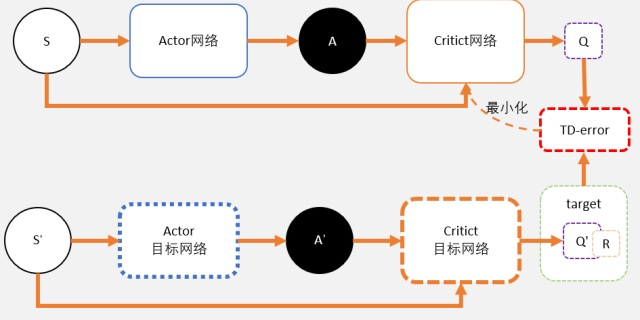 S
Actor网络
A
Critict网络
Q
最小化
TD-error
S'
Actor
目标网络
A'
Critict
目标网络
target
Q'
R